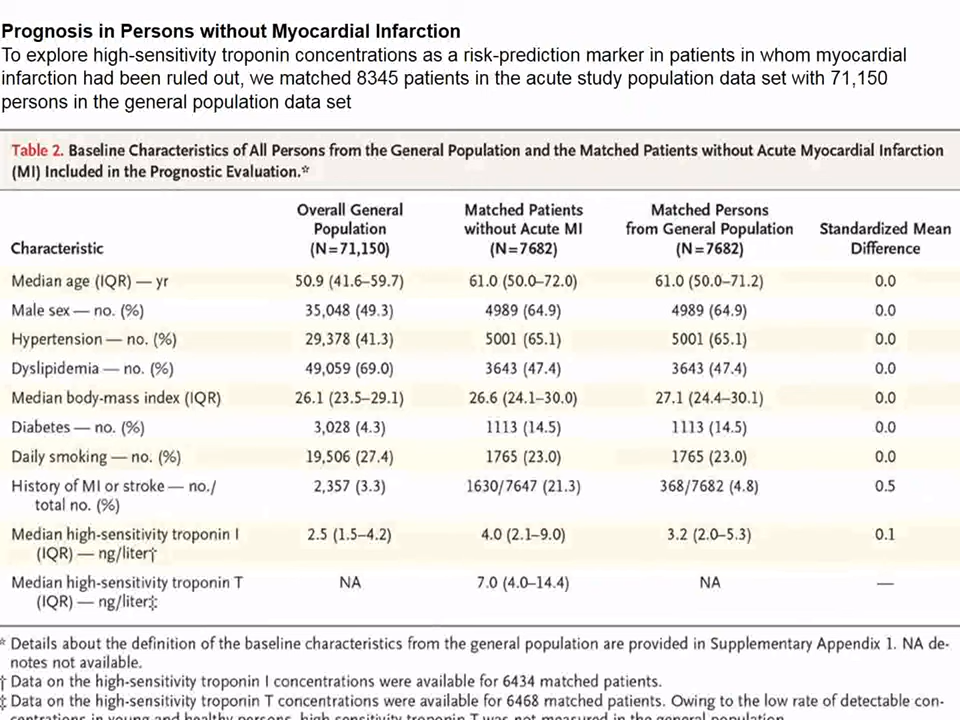 Prognosis in Persons without Myocardial Infarction
To explore high-sensitivity troponin concentrations as a risk-prediction marker in patients in whom myocardial
infarction had been ruled out, we matched 8345 patients in the acute study population data set with 71,150
persons in the general population data set
Table 2. Baseline Characteristics of All Persons from the General Population and the Matched Patients without Acute Myocardial Infarction
(MI) Included in the Prognostic Evaluation.*
Characteristic Overall General Population (N=71,150) Matched Patients without Acute MI (N=7682) Matched Persons from General Population (N=7682) Standardized Mean Difference
Median age (IQR) — yr 50.9 (41.6–59.7) 61.0 (50.0–72.0) 61.0 (50.0–71.2) 0.0
Male sex — no. (%) 35,048 (49.3) 4989 (64.9) 4989 (64.9) 0.0
Hypertension — no. (%) 29,378 (41.3) 5001 (65.1) 5001 (65.1) 0.0
Dyslipidemia — no. (%) 49,059 (69.0) 3643 (47.4) 3643 (47.4) 0.0
Median body-mass index (IQR) 26.1 (23.5–29.1) 26.6 (24.1–30.0) 27.1 (24.4–30.1) 0.0
Diabetes — no. (%) 3,028 (4.3) 1113 (14.5) 1113 (14.5) 0.0
Daily smoking — no. (%) 19,506 (27.4) 1765 (23.0) 1765 (23.0) 0.0
History of MI or stroke — no./ 2,357 (3.3) 1630/7647 (21.3) 368/7682 (4.8) 0.5
total no. (%)
Median high-sensitivity troponin I 2.5 (1.5–4.2) 4.0 (2.1–9.0) 3.2 (2.0–5.3) 0.1
(IQR) — ng/liter†
Median high-sensitivity troponin T NA 7.0 (4.0–14.4) NA —
(IQR) — ng/liter‡
* Details about the definition of the baseline characteristics from the general population are provided in Supplementary Appendix 1. NA de-
notes not available.
† Data on the high-sensitivity troponin I concentrations were available for 6434 matched patients.
‡ Data on the high-sensitivity troponin T concentrations were available for 6468 matched patients. Owing to the low rate of detectable con-
centrations in young and healthy persons, high-sensitivity troponin T was not measured in the general population.